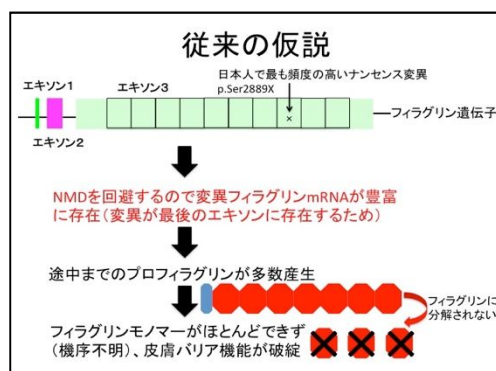 従来の仮説
日本人で最も頻度の高いナンセンス変異
p.Ser2889X
エキソン1
エキソン3
×
フィラグリン遺伝子
エキソン2
NMDを回避するので変異フィラグリンmRNAが豊富
に存在(変異が最後のエキソンに存在するため)
途中までのプロフィラグリンが多数産生
フィラグリンに
分解されない
フィラグリンモノマーがほとんどできず
(機序不明)、皮膚バリア機能が破綻